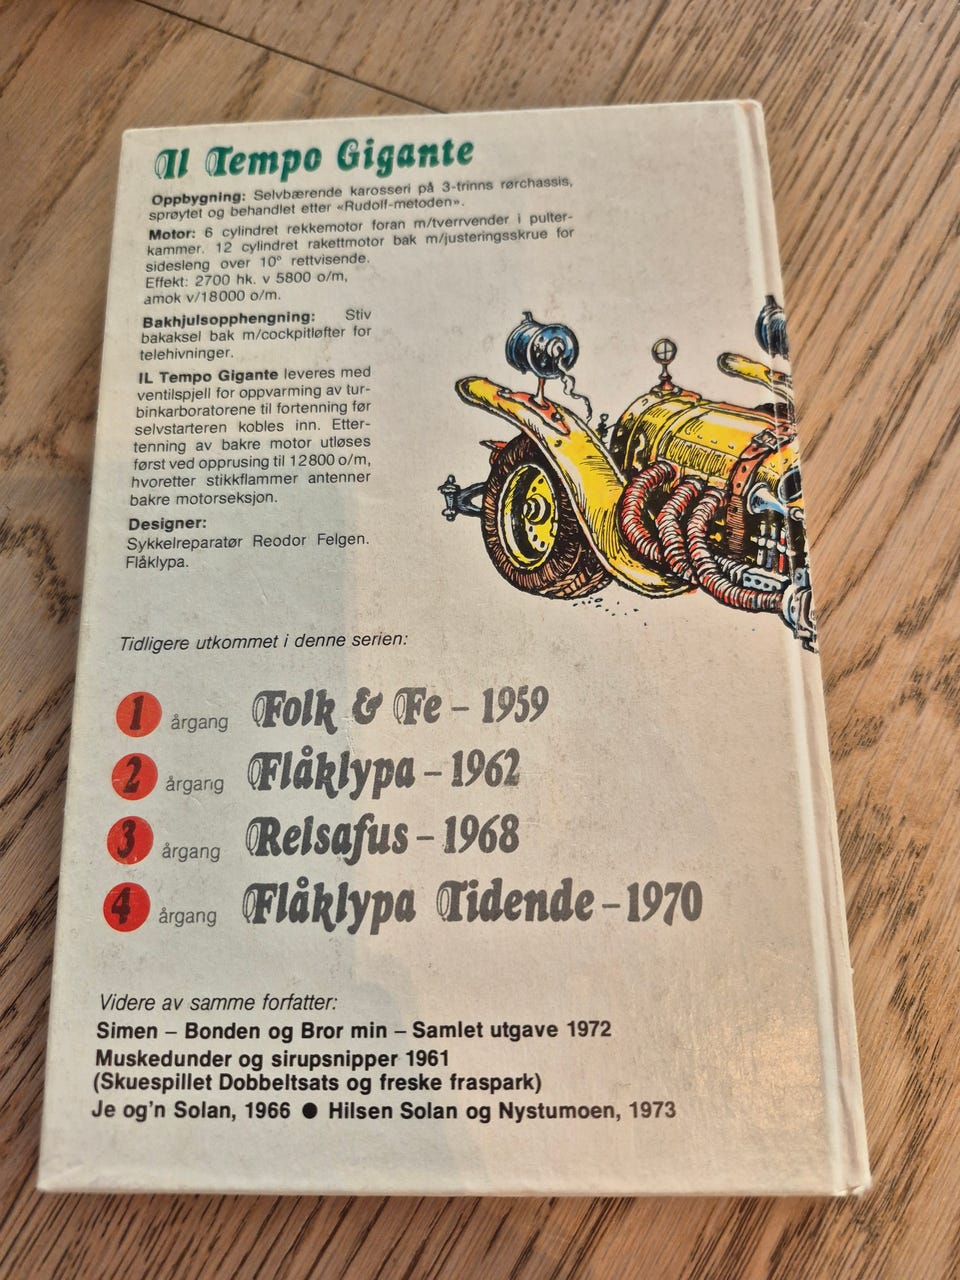 Il Tempo Gigante
Oppbygning: Selvbærende karosseri på 3-trinns rørchassis,
sprøytet og behandlet etter «Rudolf-metoden».
Motor: 6 cylindret rekkemotor foran m/tverrvender i pulter-
kammer. 12 cylindret rakettmotor bak m/justeringsskrue for
sidesleng over 10° rettvisende.
Effekt: 2700 hk. v 5800 o/m,
amok v/18000 o/m.
Bakhjulsopphengning: Stiv
bakaksel bak m/cockpitløfter for
telehivninger.
IL Tempo Gigante leveres med
ventilspjell for oppvarming av tur-
binkarboratorene til fortenning før
selvstarteren kobles inn. Etter-
tenning av bakre motor utløses
først ved opprusing til 12800 o/m,
hvoretter stikkflammer antenner
bakre motorseksjon.
Designer:
Sykkelreparatør Reodor Felgen.
Flåklypa.
Tidligere utkommet i denne serien:
1 årgang Folk & Fe – 1959
2 årgang Flåklypa – 1962
3 årgang Reisafus – 1968
4 årgang Flåklypa Tidende – 1970
Videre av samme forfatter:
Simen – Bonden og Bror min – Samlet utgave 1972
Muskedunder og sirupsnipper 1961
(Skuespillet Dobbeltsats og freske fraspark)
Je og'n Solan, 1966 ● Hilsen Solan og Nystumoen, 1973